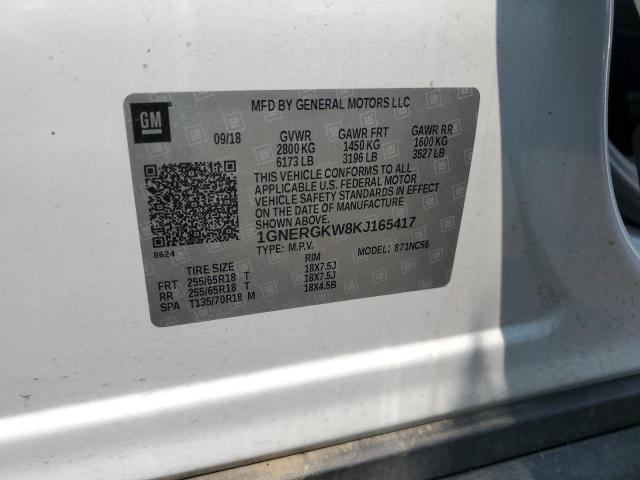 MFD BY GENERAL MOTORS LLC
GM
09/18 GVWR GAWR FRT GAWR RR
2800 KG 1450 KG 1600 KG
6173 LB 3196 LB 3527 LB
THIS VEHICLE CONFORMS TO ALL
APPLICABLE U.S. FEDERAL MOTOR
VEHICLE SAFETY STANDARDS IN EFFECT
ON THE DATE OF MANUFACTURE
SHOWN ABOVE.
1GNERGKW8KJ165417
8624
TYPE: M.P.V. MODEL: 871NC56
TIRE SIZE RIM
FRT 255/65R18 T 18X7.5J
RR 255/65R18 T 18X7.5J
SPA T135/70R18 M 18X4.5B